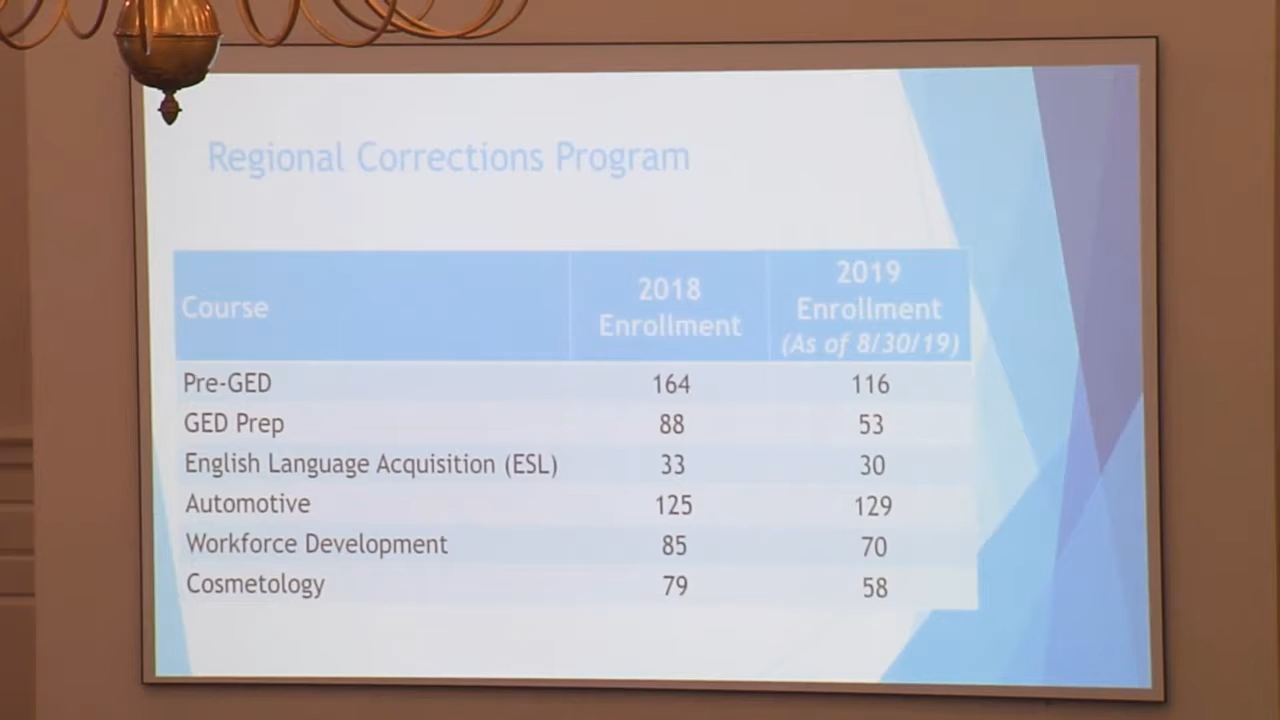 Regional Corrections Program
Course
2018
Enrollment
2019
Enrollment
(As of 8/30/19)
Pre-GED 164 116
GED Prep 88 53
English Language Acquisition (ESL) 33 30
Automotive 125 129
Workforce Development 85 70
Cosmetology 79 58